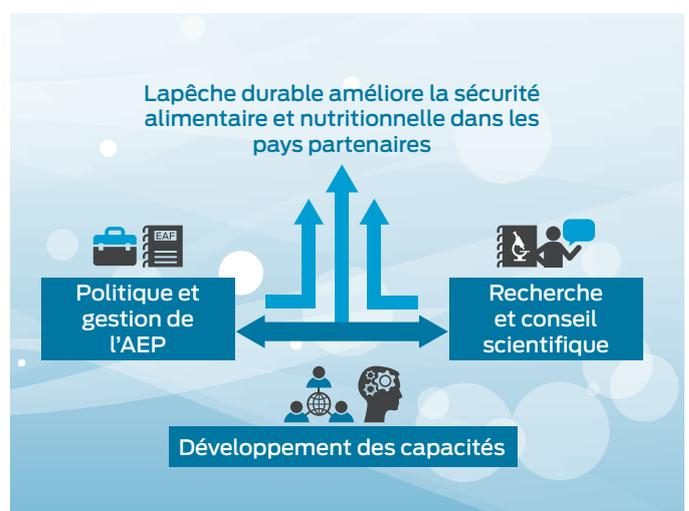 Lapêche durable améliore la sécurité
alimentaire et nutritionnelle dans les
pays partenaires
EAF
Politique et
gestion de
l’AEP
Recherche
et conseil
scientifique
Développement des capacités